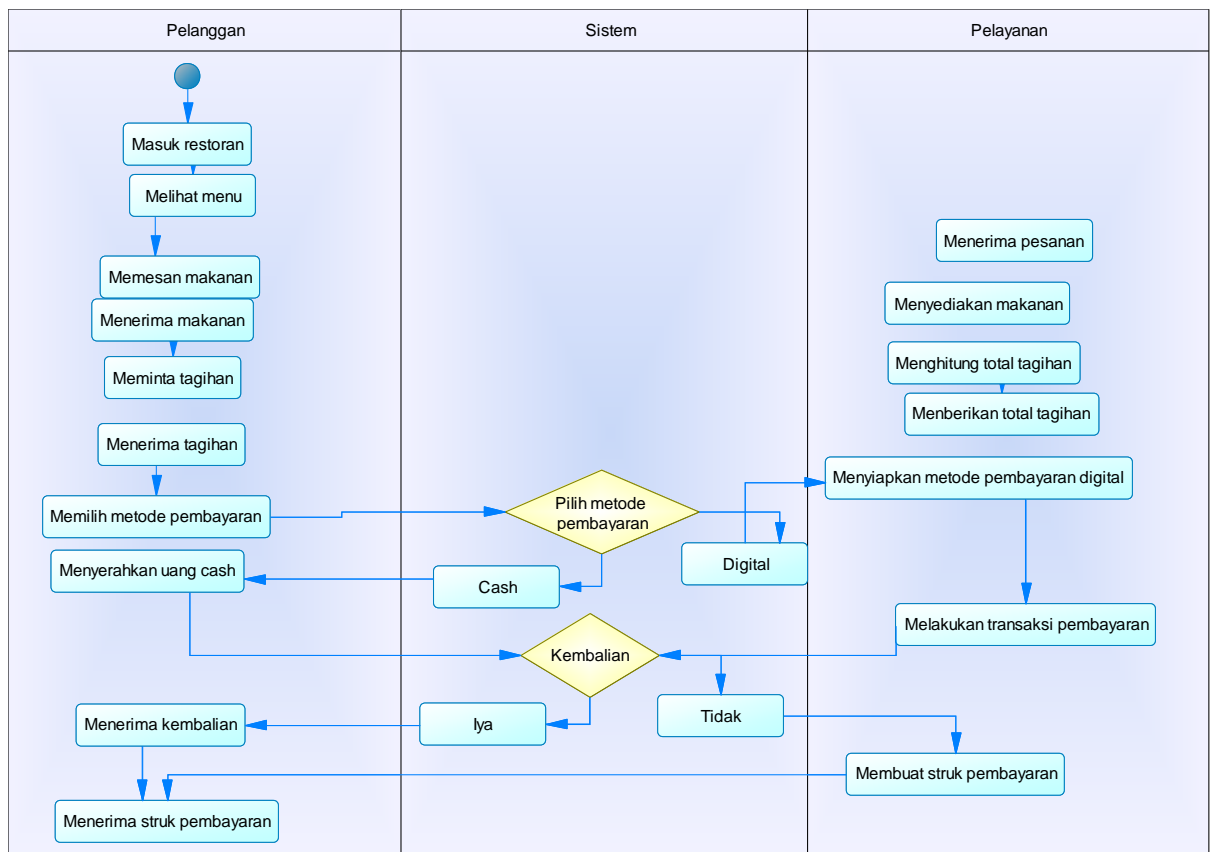 Pelanggan
Sistem
Pelayanan
Masuk restoran
Melihat menu
Menerima pesanan
Memesan makanan
Menyediakan makanan
Menerima makanan
Menghitung total tagihan
Meminta tagihan
Menberikan total tagihan
Menerima tagihan
Menyiapkan metode pembayaran digital
Memilih metode pembayaran
Pilih metode
pembayaran
Digital
Menyerahkan uang cash
Cash
Melakukan transaksi pembayaran
Kembalian
Menerima kembalian
Iya
Tidak
Membuat struk pembayaran
Menerima struk pembayaran